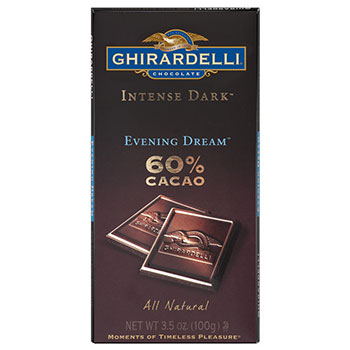 GHIRARDELLI
CHOCOLATE
INTENSE DARK™
EVENING DREAM™
60%
CACAO
GHIRARDELLI
All Natural
NET WT 3.5 oz. (100g)
MOMENTS OF TIMELESS PLEASURE™